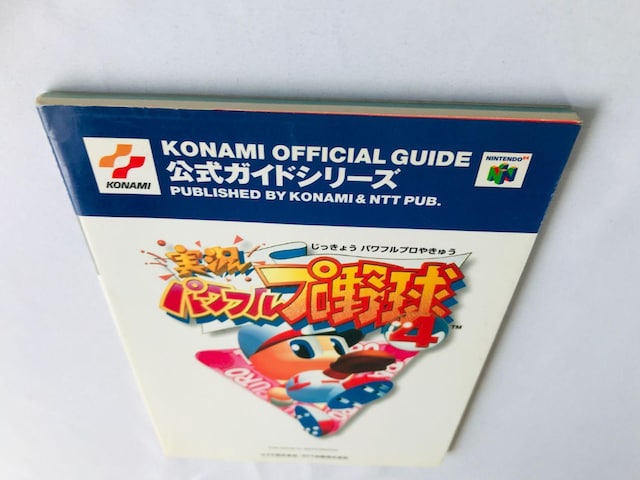 KONAMI
KONAMI OFFICIAL GUIDE
公式ガイドシリーズ
PUBLISHED BY KONAMI & NTT PUB.
NINTENDO64
じっきょう パワフルプロやきゅう
実況
パワフルプロ野球
4
TM